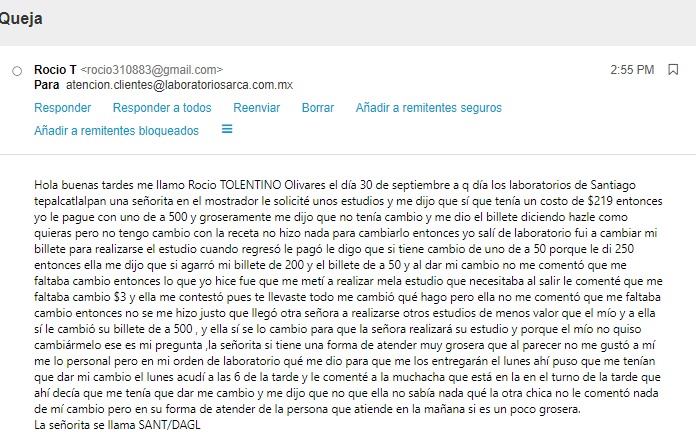 Queja
Rocio T <rocio310883@gmail.com>
2:55 PM
Para atencion.clientes@laboratoriosarca.com.mx
Responder Responder a todos Reenviar Borrar Añadir a remitentes seguros
Añadir a remitentes bloqueados
Hola buenas tardes me llamo Rocio TOLENTINO Olivares el día 30 de septiembre a q día los laboratorios de Santiago
tepalcatlalpan una señorita en el mostrador le solicité unos estudios y me dijo que sí que tenía un costo de $219 entonces
yo le pague con uno de a 500 y groseramente me dijo que no tenía cambio y me dio el billete diciendo hazle como
quieras pero no tengo cambio con la receta no hizo nada para cambiarlo entonces yo salí de laboratorio fui a cambiar mi
billete para realizarse el estudio cuando regresó le pagó le digo que si tiene cambio de uno de a 50 porque le di 250
entonces ella me dijo que si agarró mi billete de 200 y el billete de a 50 y al dar mi cambio no me comentó que me
faltaba cambio entonces lo que yo hice fue que me metí a realizar mela estudio que necesitaba al salir le comenté que me
faltaba cambio $3 y ella me contestó pues te llevaste todo me cambió qué hago pero ella no me comentó que me faltaba
cambio entonces no se me hizo justo que llegó otra señora a realizarse otros estudios de menos valor que el mío y a ella
sí le cambió su billete de a 500 , y ella sí se lo cambio para que la señora realizará su estudio y porque el mío no quiso
cambiármelo ese es mi pregunta ,la señorita si tiene una forma de atender muy grosera que al parecer no me gustó a mí
me lo personal pero en mi orden de laboratorio qué me dio para que me los entregarán el lunes ahí puso que me tenían
que dar mi cambio el lunes acudí a las 6 de la tarde y le comenté a la muchacha que está en la en el turno de la tarde que
ahí decía que me tenía que dar me cambio y me dijo que no que ella no sabía nada qué la otra chica no le comentó nada
de mí cambio pero en su forma de atender de la persona que atiende en la mañana si es un poco grosera.
La señorita se llama SANT/DAGL